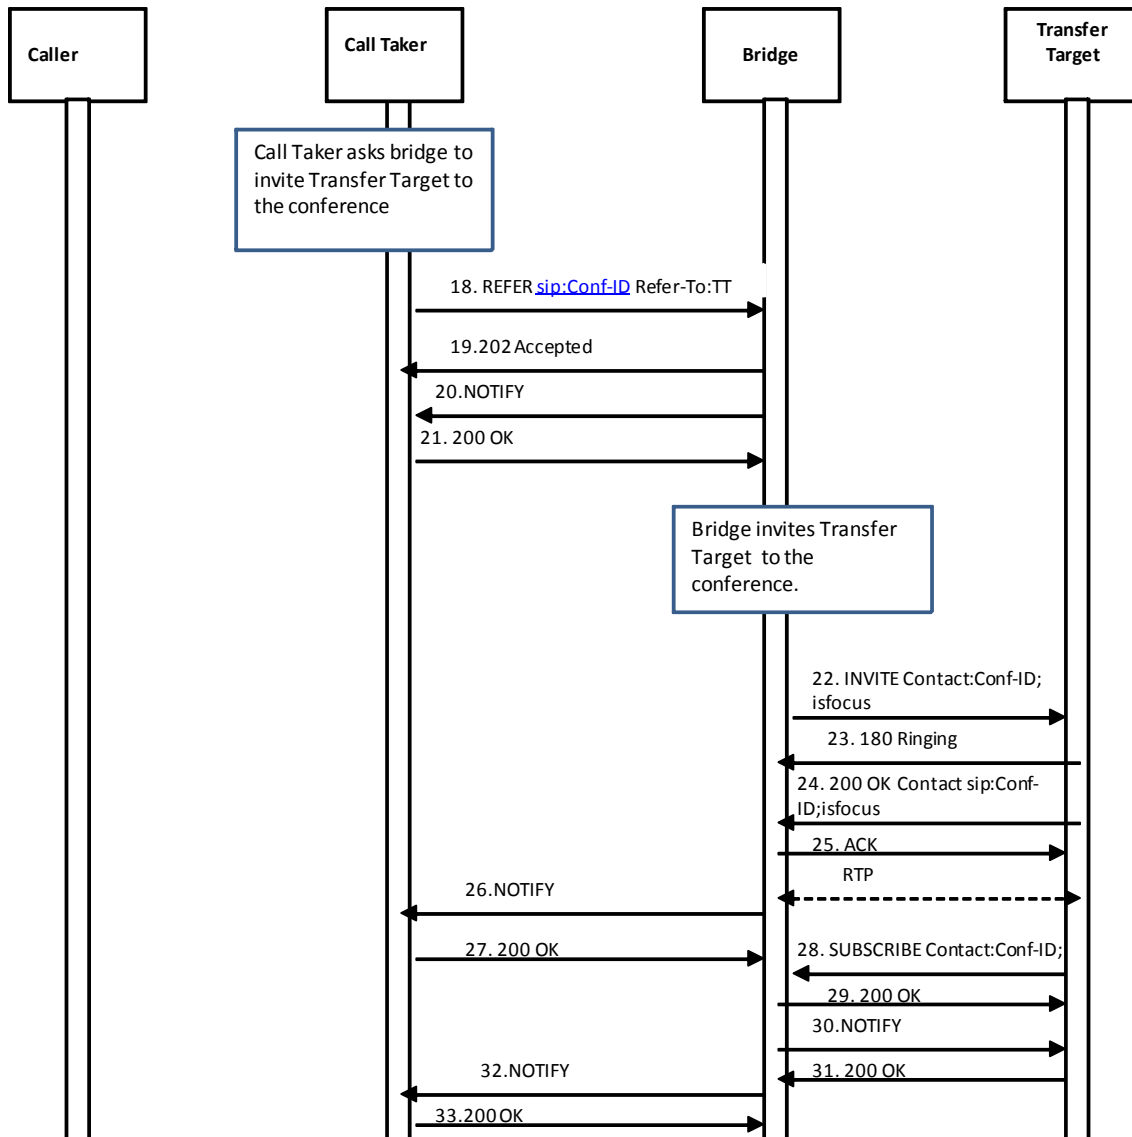 Caller
Call Taker
Bridge
Transfer
Target
Call Taker asks bridge to
invite Transfer Target to
the conference
18. REFER sip:Conf-ID Refer-To:TT
19.202 Accepted
20.NOTIFY
21. 200 OK
Bridge invites Transfer
Target to the
conference.
22. INVITE Contact:Conf-ID;
isfocus
23. 180 Ringing
24. 200 OK Contact sip:Conf-
ID;isfocus
25. ACK
RTP
26.NOTIFY
27. 200 OK
28. SUBSCRIBE Contact:Conf-ID;
29. 200 OK
30.NOTIFY
31. 200 OK
32.NOTIFY
33.200 OK